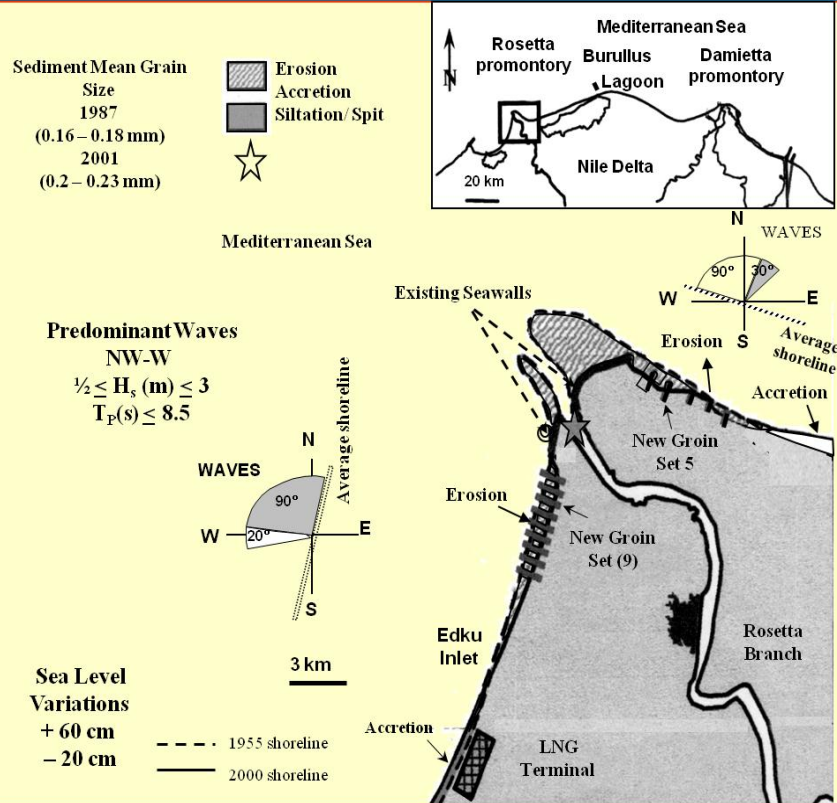 Sediment Mean Grain
Size
1987
(0.16 – 0.18 mm)
2001
(0.2 – 0.23 mm)
Erosion
Accretion
Siltation/ Spit
Mediterranean Sea
Rosetta
promontory
Burullus
Lagoon
Damietta
promontory
N
Nile Delta
20 km
Mediterranean Sea
N
WAVES
90°
30°
W
E
S
Average
shoreline
Existing Seawalls
Erosion
Accretion
Predominant Waves
NW-W
½ ≤ Hs (m) ≤ 3
TP(s) ≤ 8.5
New Groin
Set 5
N
WAVES
Average shoreline
90°
W
20°
E
S
Erosion
New Groin
Set (9)
Edku
Inlet
Rosetta
Branch
3 km
Sea Level
Variations
+ 60 cm
– 20 cm
1955 shoreline
2000 shoreline
Accretion
LNG
Terminal